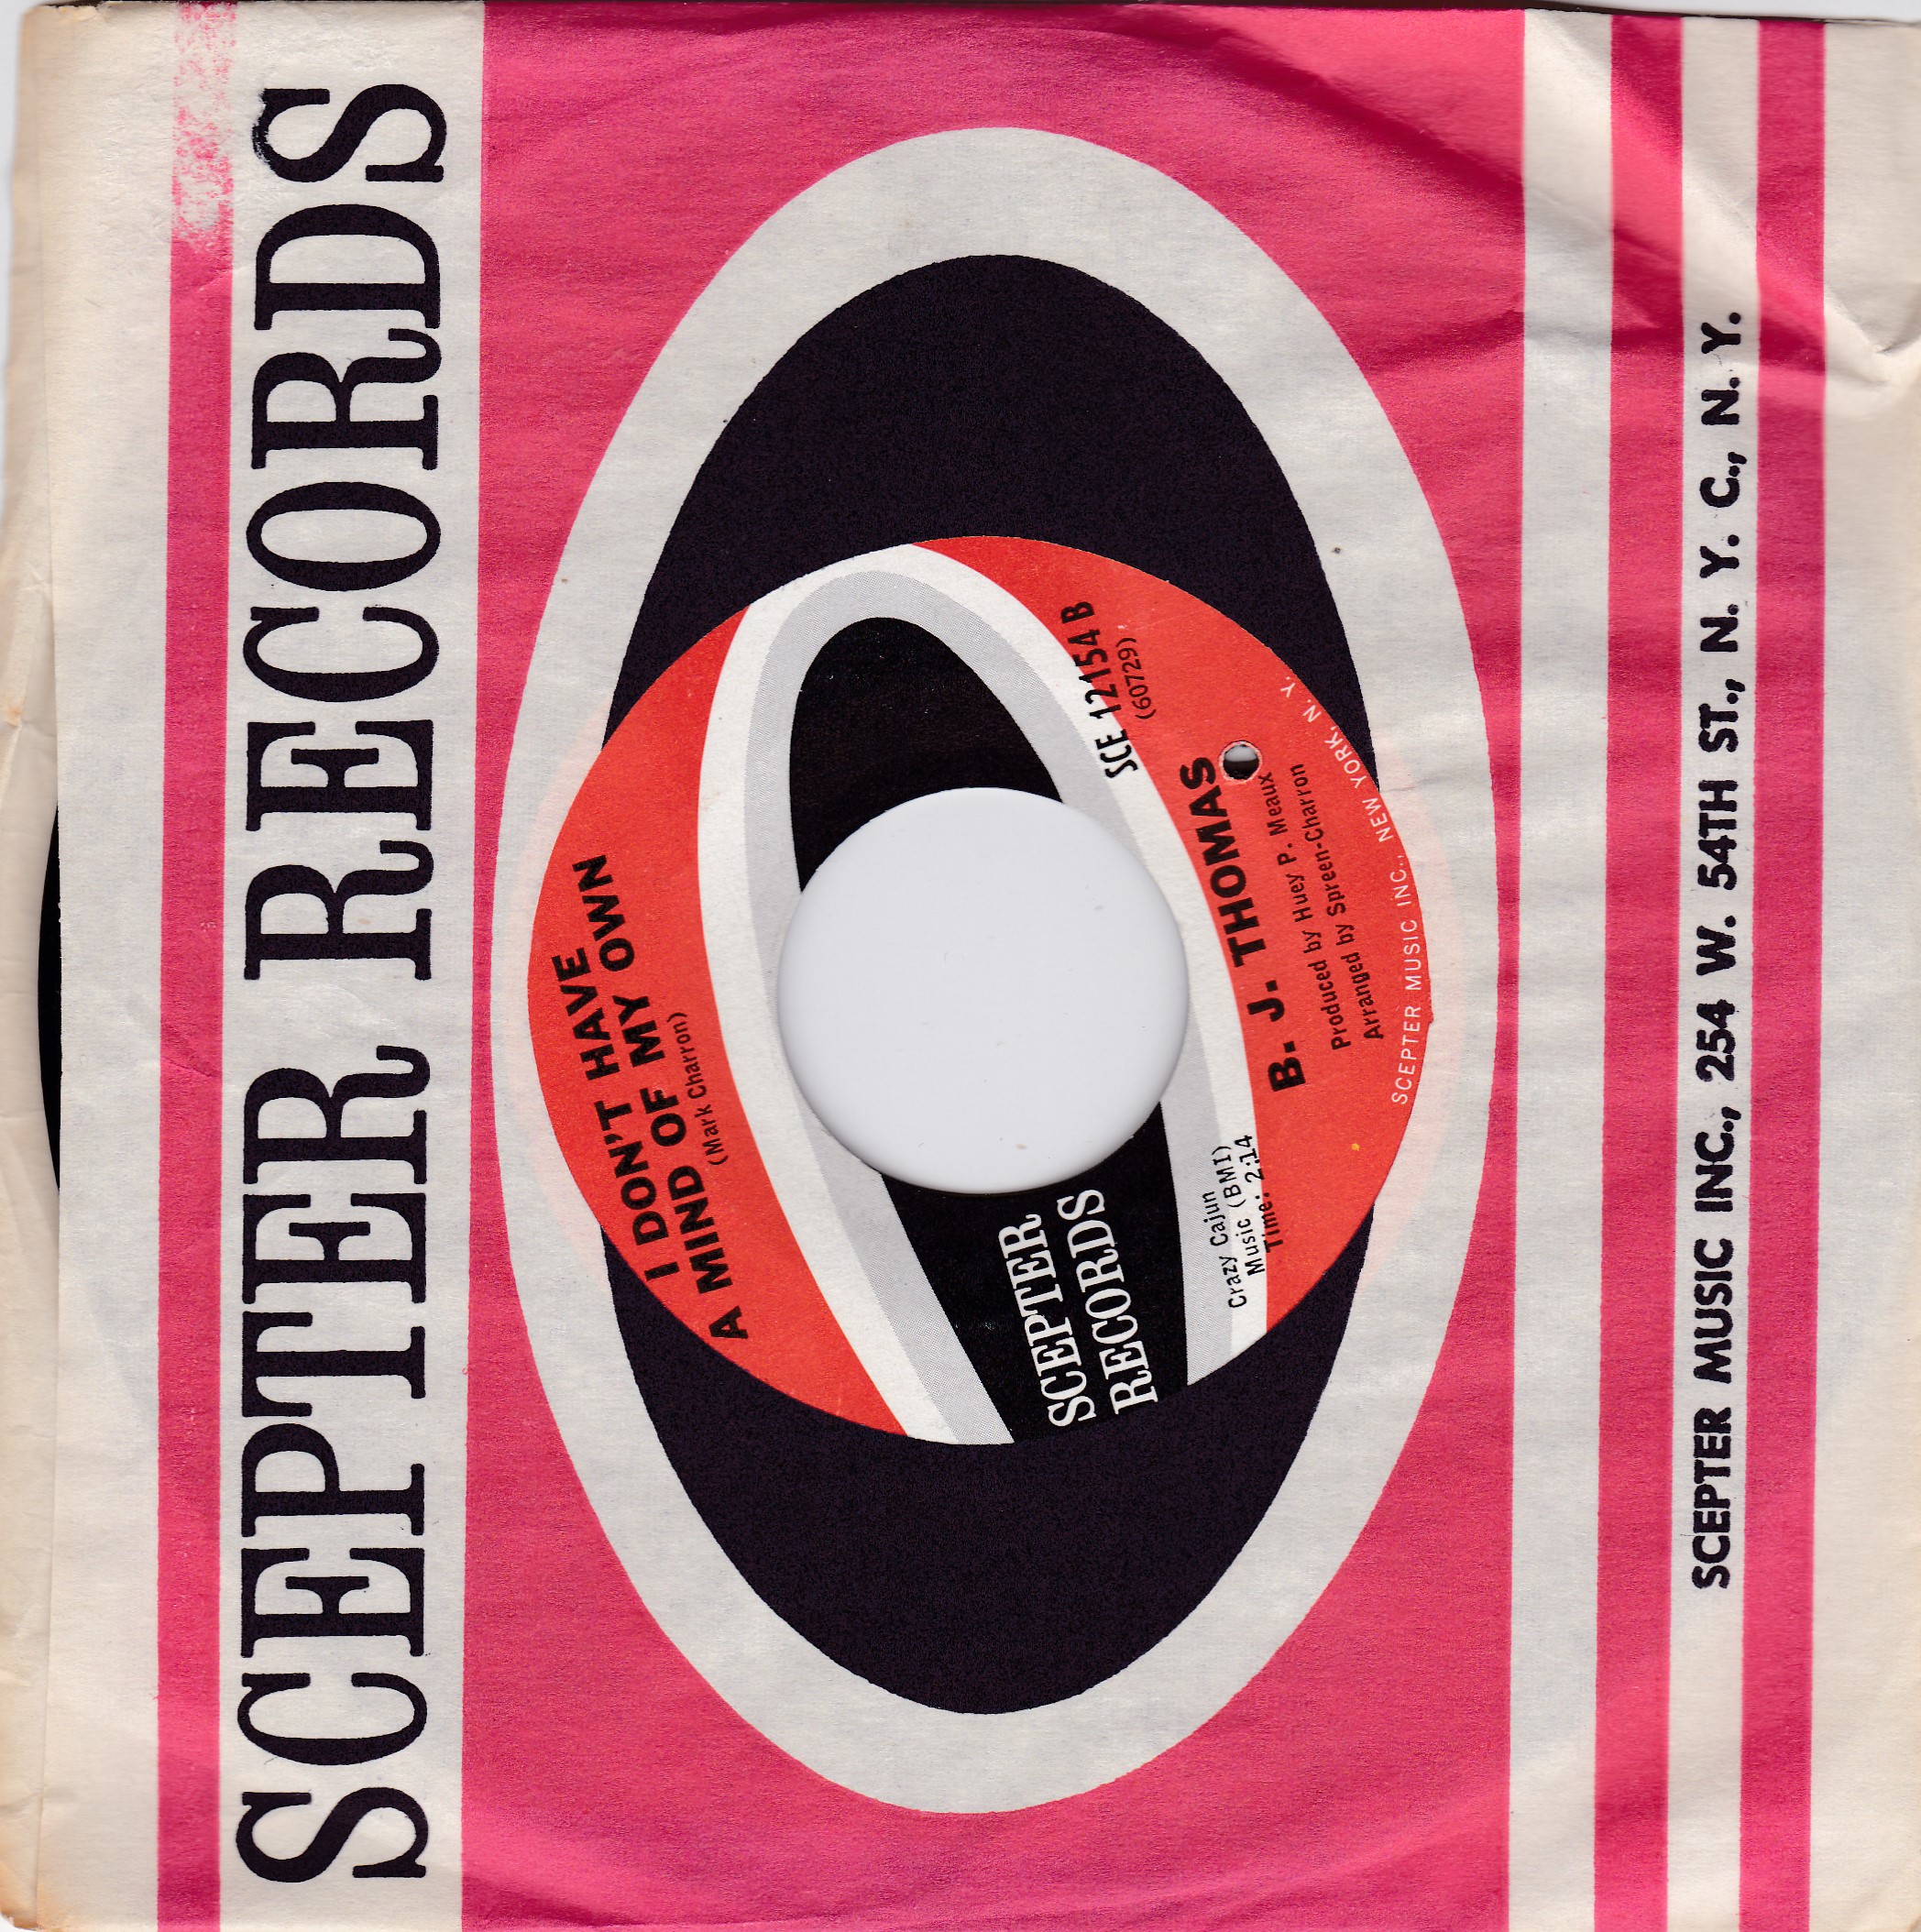 SCEPTER RECORDS
I DON'T HAVE
A MIND OF MY OWN
(Mark Charron)
SCEPTER
RECORDS
SCE 12154 B
(60729)
Crazy Cajun
Music (BMI)
Time: 2:14
B. J. THOMAS
Produced by Huey P. Meaux
Arranged by Spreen-Charron
SCEPTER MUSIC INC., NEW YORK, N. Y.
SCEPTER MUSIC INC., 254 W. 54TH ST., N. Y. C., N. Y.